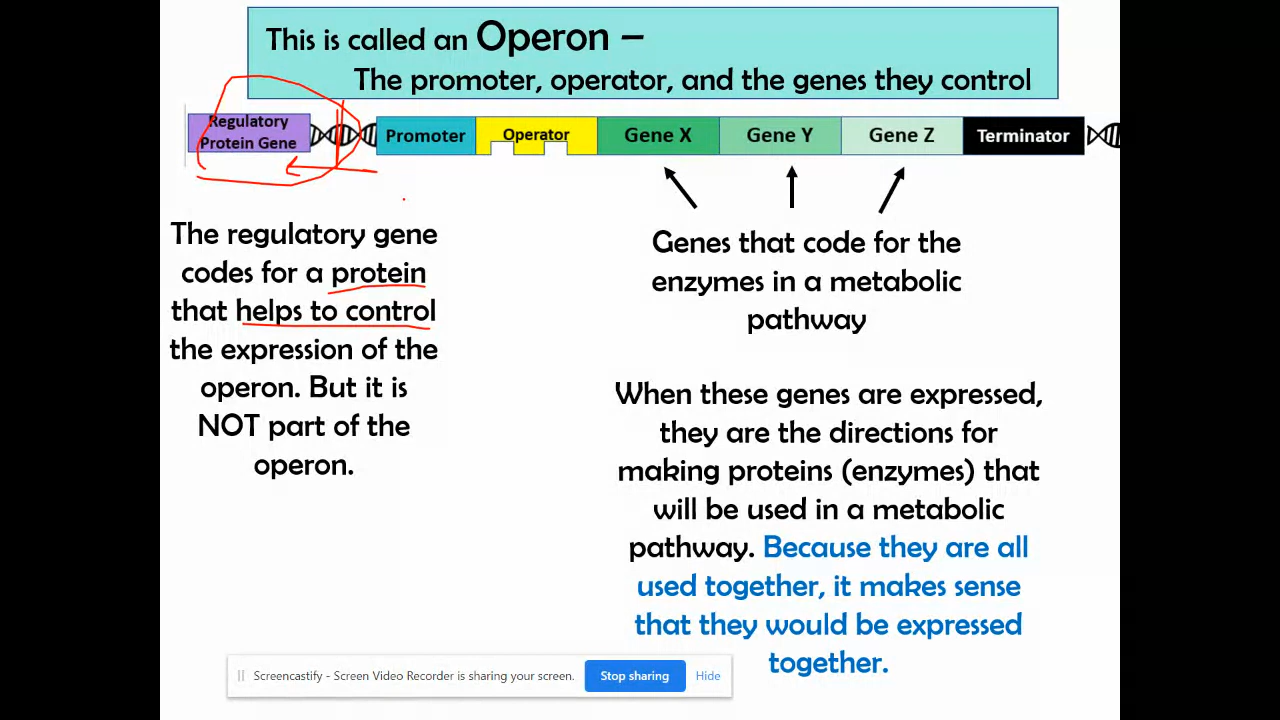 This is called an Operon –
The promoter, operator, and the genes they control
Regulatory
Protein Gene
Promoter
Operator
Gene X
Gene Y
Gene Z
Terminator
The regulatory gene
codes for a protein
that helps to control
the expression of the
operon. But it is
NOT part of the
operon.
Genes that code for the
enzymes in a metabolic
pathway
When these genes are expressed,
they are the directions for
making proteins (enzymes) that
will be used in a metabolic
pathway. Because they are all
used together, it makes sense
that they would be expressed
together.
Screencastify - Screen Video Recorder is sharing your screen.
Stop sharing
Hide